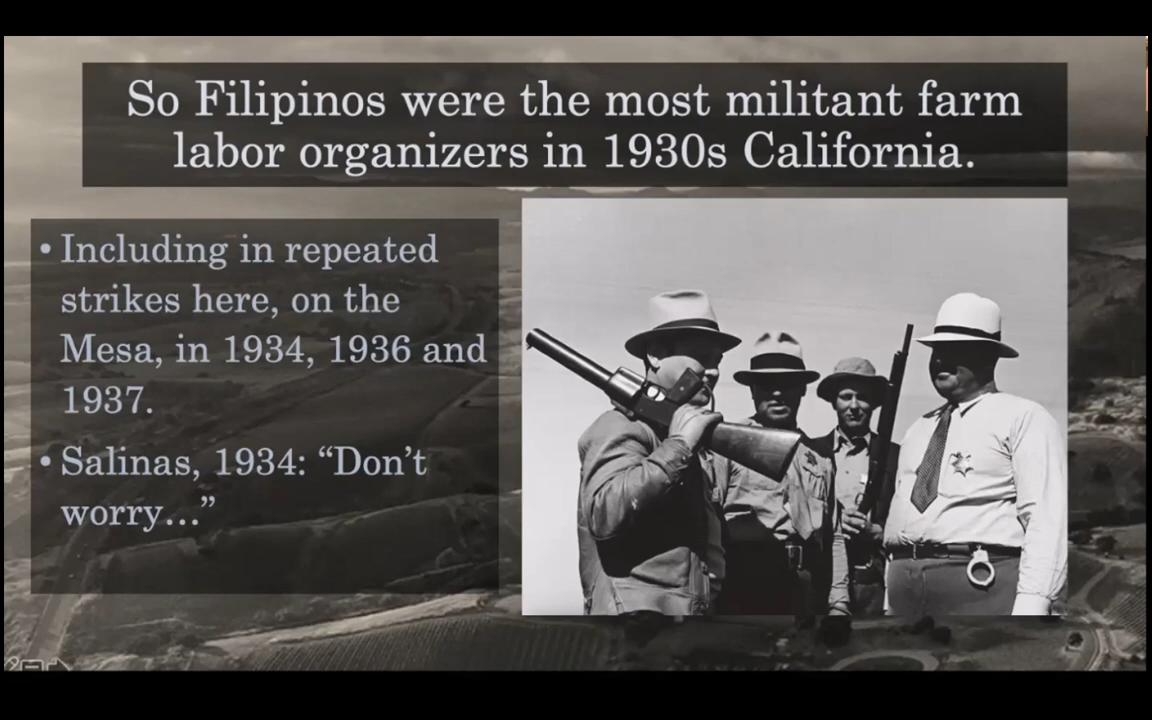 So Filipinos were the most militant farm
labor organizers in 1930s California.
• Including in repeated
strikes here, on the
Mesa, in 1934, 1936 and
1937.
• Salinas, 1934: “Don’t
worry…”